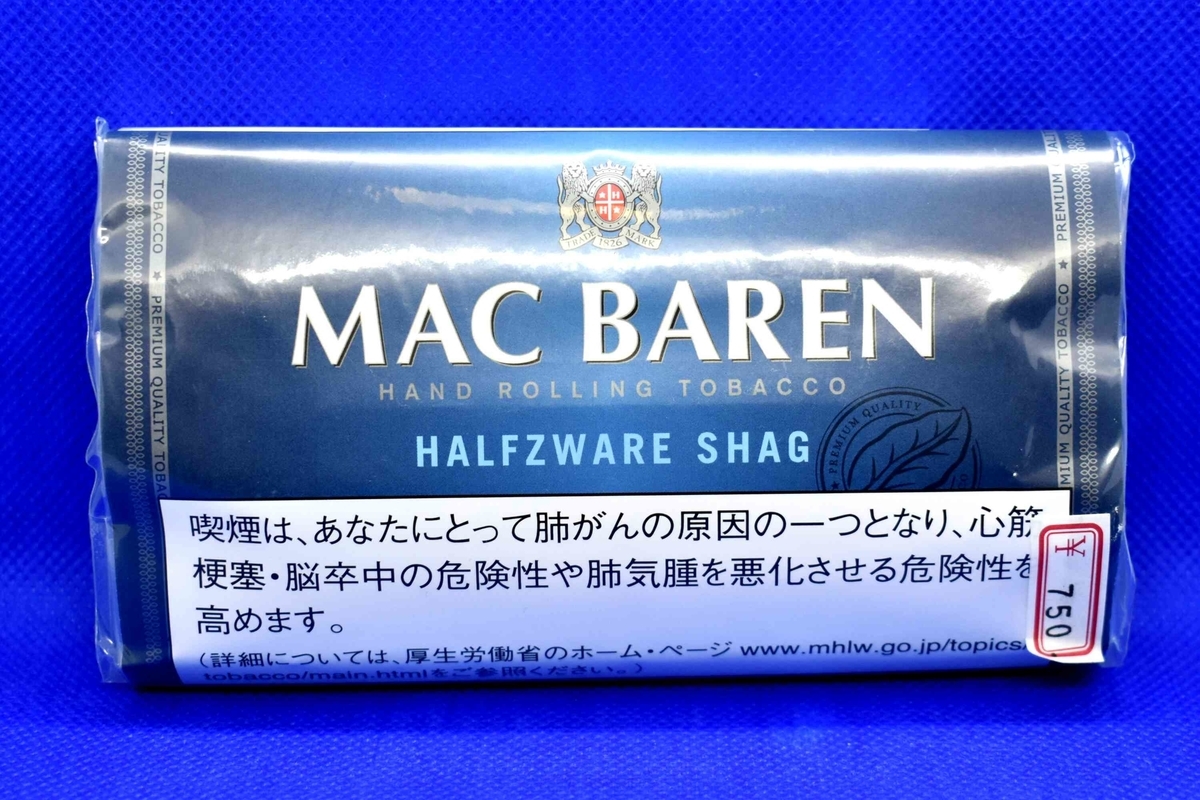 TRADE 1926 MARK
MAC BAREN
HAND ROLLING TOBACCO
HALFZWARE SHAG
PREMIUM QUALITY
TOBACCO ★ PREMIUM QUALITY
PREMIUM QUALITY TOBACCO ★ PREMIUM
喫煙は、あなたにとって肺がんの原因の一つとなり、心筋
梗塞・脳卒中の危険性や肺気腫を悪化させる危険性を
高めます。
(詳細については、厚生労働省のホーム・ページ www.mhlw.go.jp/topics/
tobacco/main.htmlをご参照ください。)
¥ 750